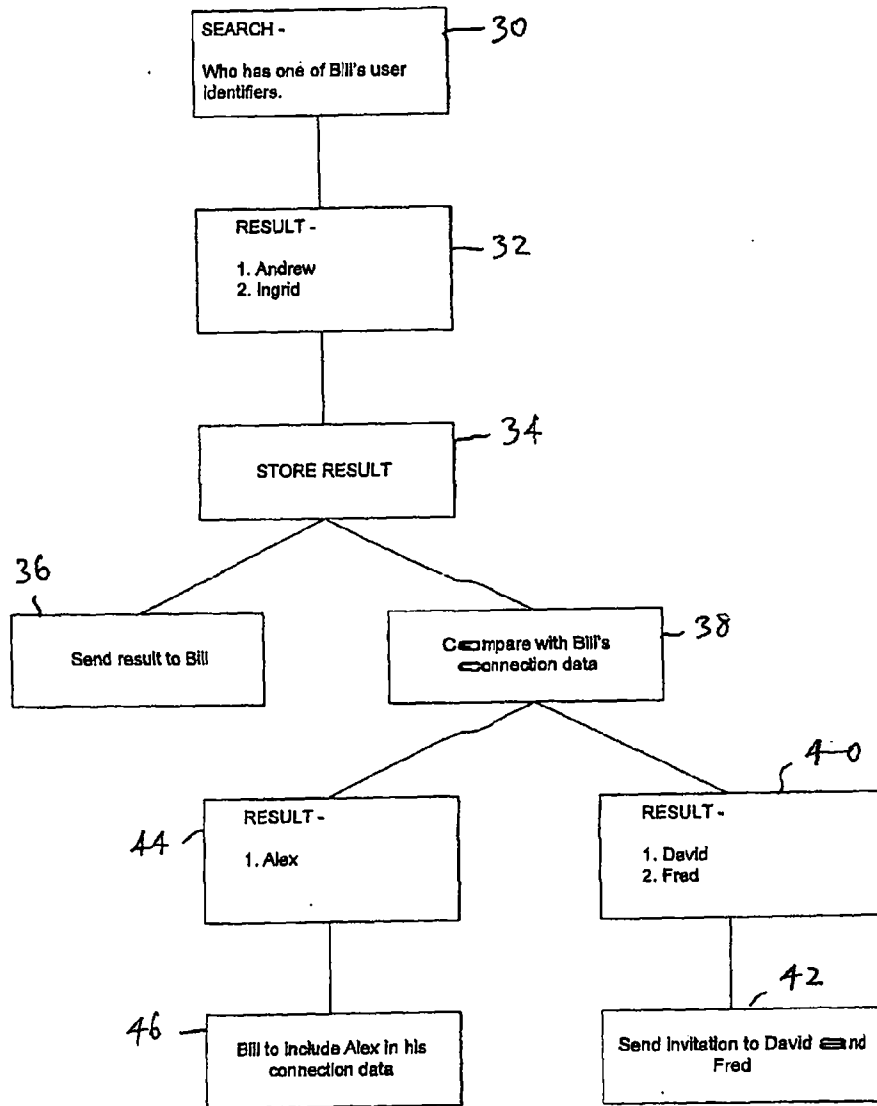 SEARCH -
30
Who has one of Bill's user
identifiers.
RESULT -
32
1. Andrew
2. Ingrid
34
STORE RESULT
36
Send result to Bill
Compare with Bill's
connection data
38
40
44
RESULT -
1. Alex
RESULT -
1. David
2. Fred
42
46
Bill to include Alex in his
connection data
Send invitation to David and
Fred